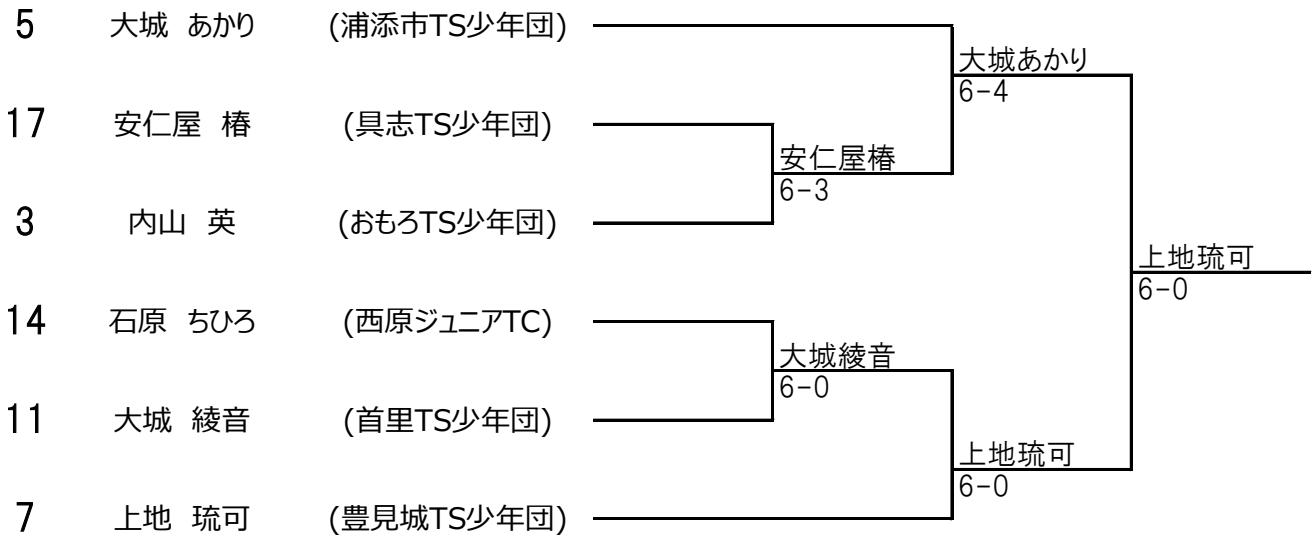 5 大城 あかり (浦添市TS少年団)
大城あかり
6-4
17 安仁屋 椿 (具志TS少年団)
安仁屋椿
6-3
3 内山 英 (おもろTS少年団)
上地琉可
6-0
14 石原 ちひろ (西原ジュニアTC)
大城綾音
6-0
11 大城 綾音 (首里TS少年団)
上地琉可
6-0
7 上地 琉可 (豊見城TS少年団)